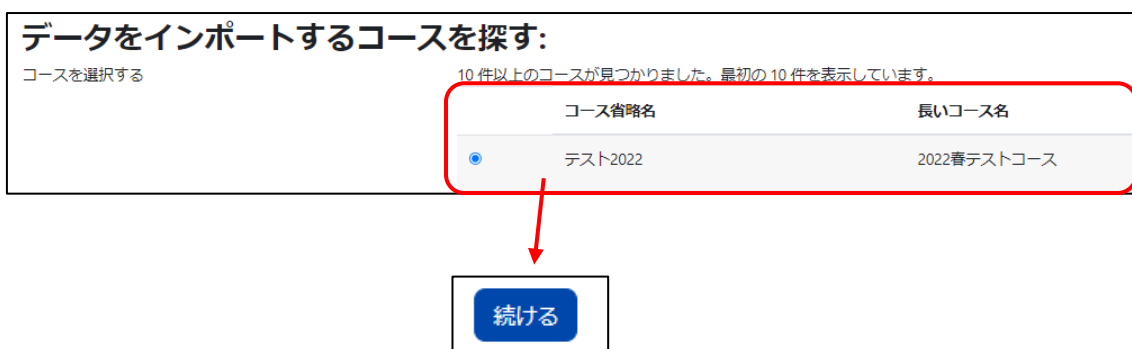 データをインポートするコースを探す:
コースを選択する
10 件以上のコースが見つかりました。最初の 10 件を表示しています。
コース省略名 長いコース名
テスト2022 2022春テストコース
続ける